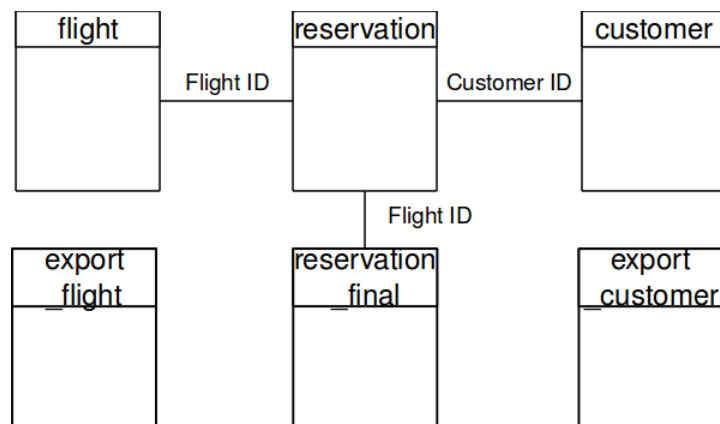 flight
reservation
customer
Flight ID
Customer ID
Flight ID
export
_flight
reservation
_final
export
_customer